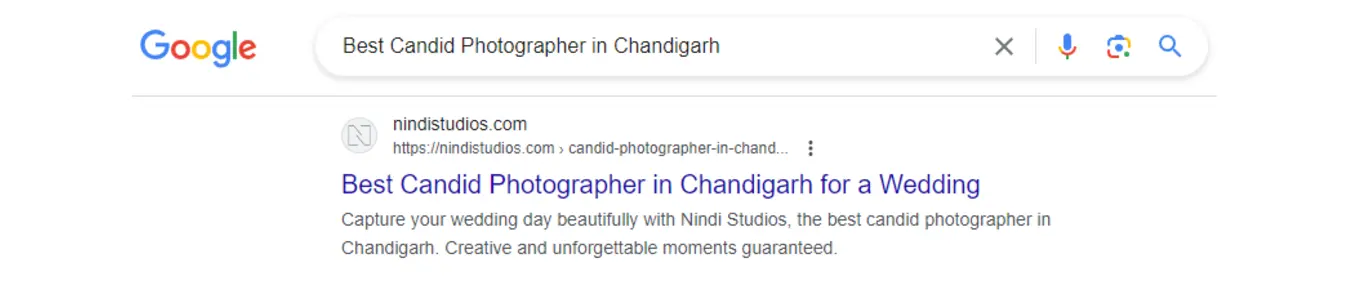 Google
Best Candid Photographer in Chandigarh
nindistudios.com
https://nindistudios.com › candid-photographer-in-chand...
Best Candid Photographer in Chandigarh for a Wedding
Capture your wedding day beautifully with Nindi Studios, the best candid photographer in
Chandigarh. Creative and unforgettable moments guaranteed.